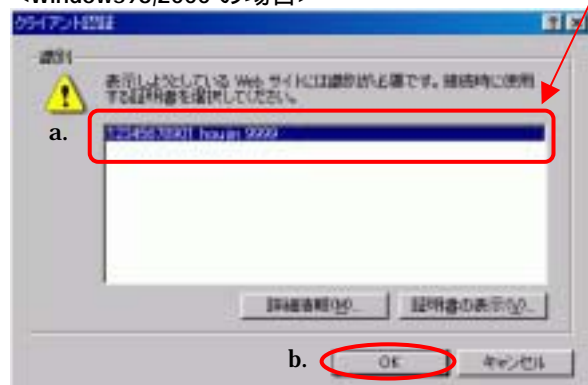 <Windows98,2000 の場合>
クライアント認証
識別
表示しようとしている Web サイトには識別が必要です。接続時に使用
する証明書を選択してください。
a.
12345678901 houjin 9999
詳細情報(M)...
証明書の表示(V)...
b.
OK
キャンセル